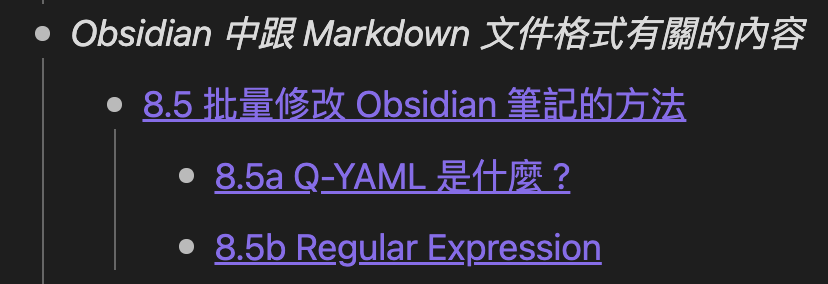 Obsidian 中跟 Markdown 文件格式有關的內容
8.5 批量修改 Obsidian 筆記的方法
8.5a Q-YAML 是什麼？
8.5b Regular Expression